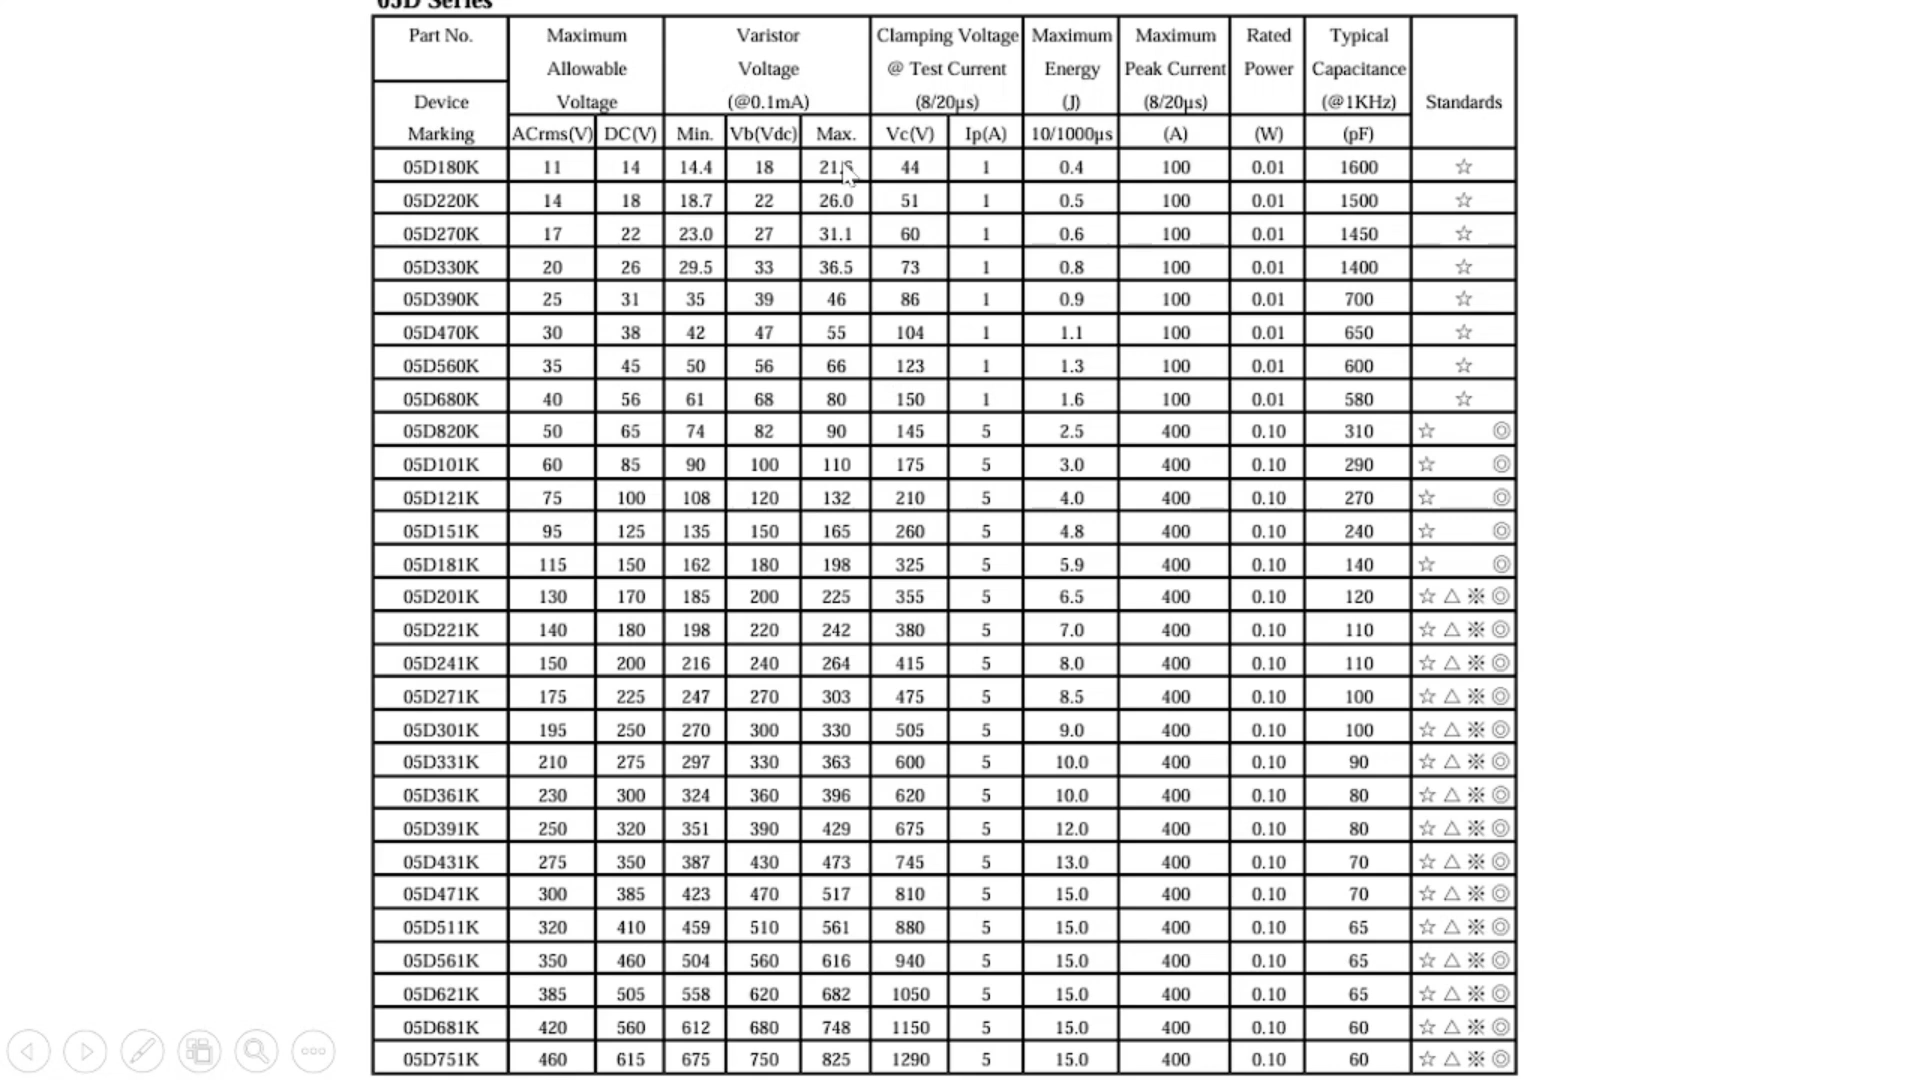 05D Series
Part No. Maximum Varistor Clamping Voltage Maximum Maximum Rated Typical
Allowable Voltage @ Test Current Energy Peak Current Power Capacitance
Device Voltage (@0.1mA) (8/20µs) (J) (8/20µs) (@1KHz) Standards
Marking ACrms(V) DC(V) Min. Vb(Vdc) Max. Vc(V) Ip(A) 10/1000µs (A) (W) (pF)
05D180K 11 14 14.4 18 44 1 0.4 100 0.01 1600 ☆
05D220K 14 18 18.7 22 26.0 51 1 0.5 100 0.01 1500 ☆
05D270K 17 22 23.0 27 31.1 60 1 0.6 100 0.01 1450 ☆
05D330K 20 26 29.5 33 36.5 73 1 0.8 100 0.01 1400 ☆
05D390K 25 31 35 39 46 86 1 0.9 100 0.01 700 ☆
05D470K 30 38 42 47 55 104 1 1.1 100 0.01 650 ☆
05D560K 35 45 50 56 66 123 1 1.3 100 0.01 600 ☆
05D680K 40 56 61 68 80 150 1 1.6 100 0.01 580 ☆
05D820K 50 65 74 82 90 145 5 2.5 400 0.10 310 ☆ ◎
05D101K 60 85 90 100 110 175 5 3.0 400 0.10 290 ☆ ◎
05D121K 75 100 108 120 132 210 5 4.0 400 0.10 270 ☆ ◎
05D151K 95 125 135 150 165 260 5 4.8 400 0.10 240 ☆ ◎
05D181K 115 150 162 180 198 325 5 5.9 400 0.10 140 ☆ ◎
05D201K 130 170 185 200 225 355 5 6.5 400 0.10 120 ☆ △ ※ ◎
05D221K 140 180 198 220 242 380 5 7.0 400 0.10 110 ☆ △ ※ ◎
05D241K 150 200 216 240 264 415 5 8.0 400 0.10 110 ☆ △ ※ ◎
05D271K 175 225 247 270 303 475 5 8.5 400 0.10 100 ☆ △ ※ ◎
05D301K 195 250 270 300 330 505 5 9.0 400 0.10 100 ☆ △ ※ ◎
05D331K 210 275 297 330 363 600 5 10.0 400 0.10 90 ☆ △ ※ ◎
05D361K 230 300 324 360 396 620 5 10.0 400 0.10 80 ☆ △ ※ ◎
05D391K 250 320 351 390 429 675 5 12.0 400 0.10 80 ☆ △ ※ ◎
05D431K 275 350 387 430 473 745 5 13.0 400 0.10 70 ☆ △ ※ ◎
05D471K 300 385 423 470 517 810 5 15.0 400 0.10 70 ☆ △ ※ ◎
05D511K 320 410 459 510 561 880 5 15.0 400 0.10 65 ☆ △ ※ ◎
05D561K 350 460 504 560 616 940 5 15.0 400 0.10 65 ☆ △ ※ ◎
05D621K 385 505 558 620 682 1050 5 15.0 400 0.10 65 ☆ △ ※ ◎
05D681K 420 560 612 680 748 1150 5 15.0 400 0.10 60 ☆ △ ※ ◎
05D751K 460 615 675 750 825 1290 5 15.0 400 0.10 60 ☆ △ ※ ◎